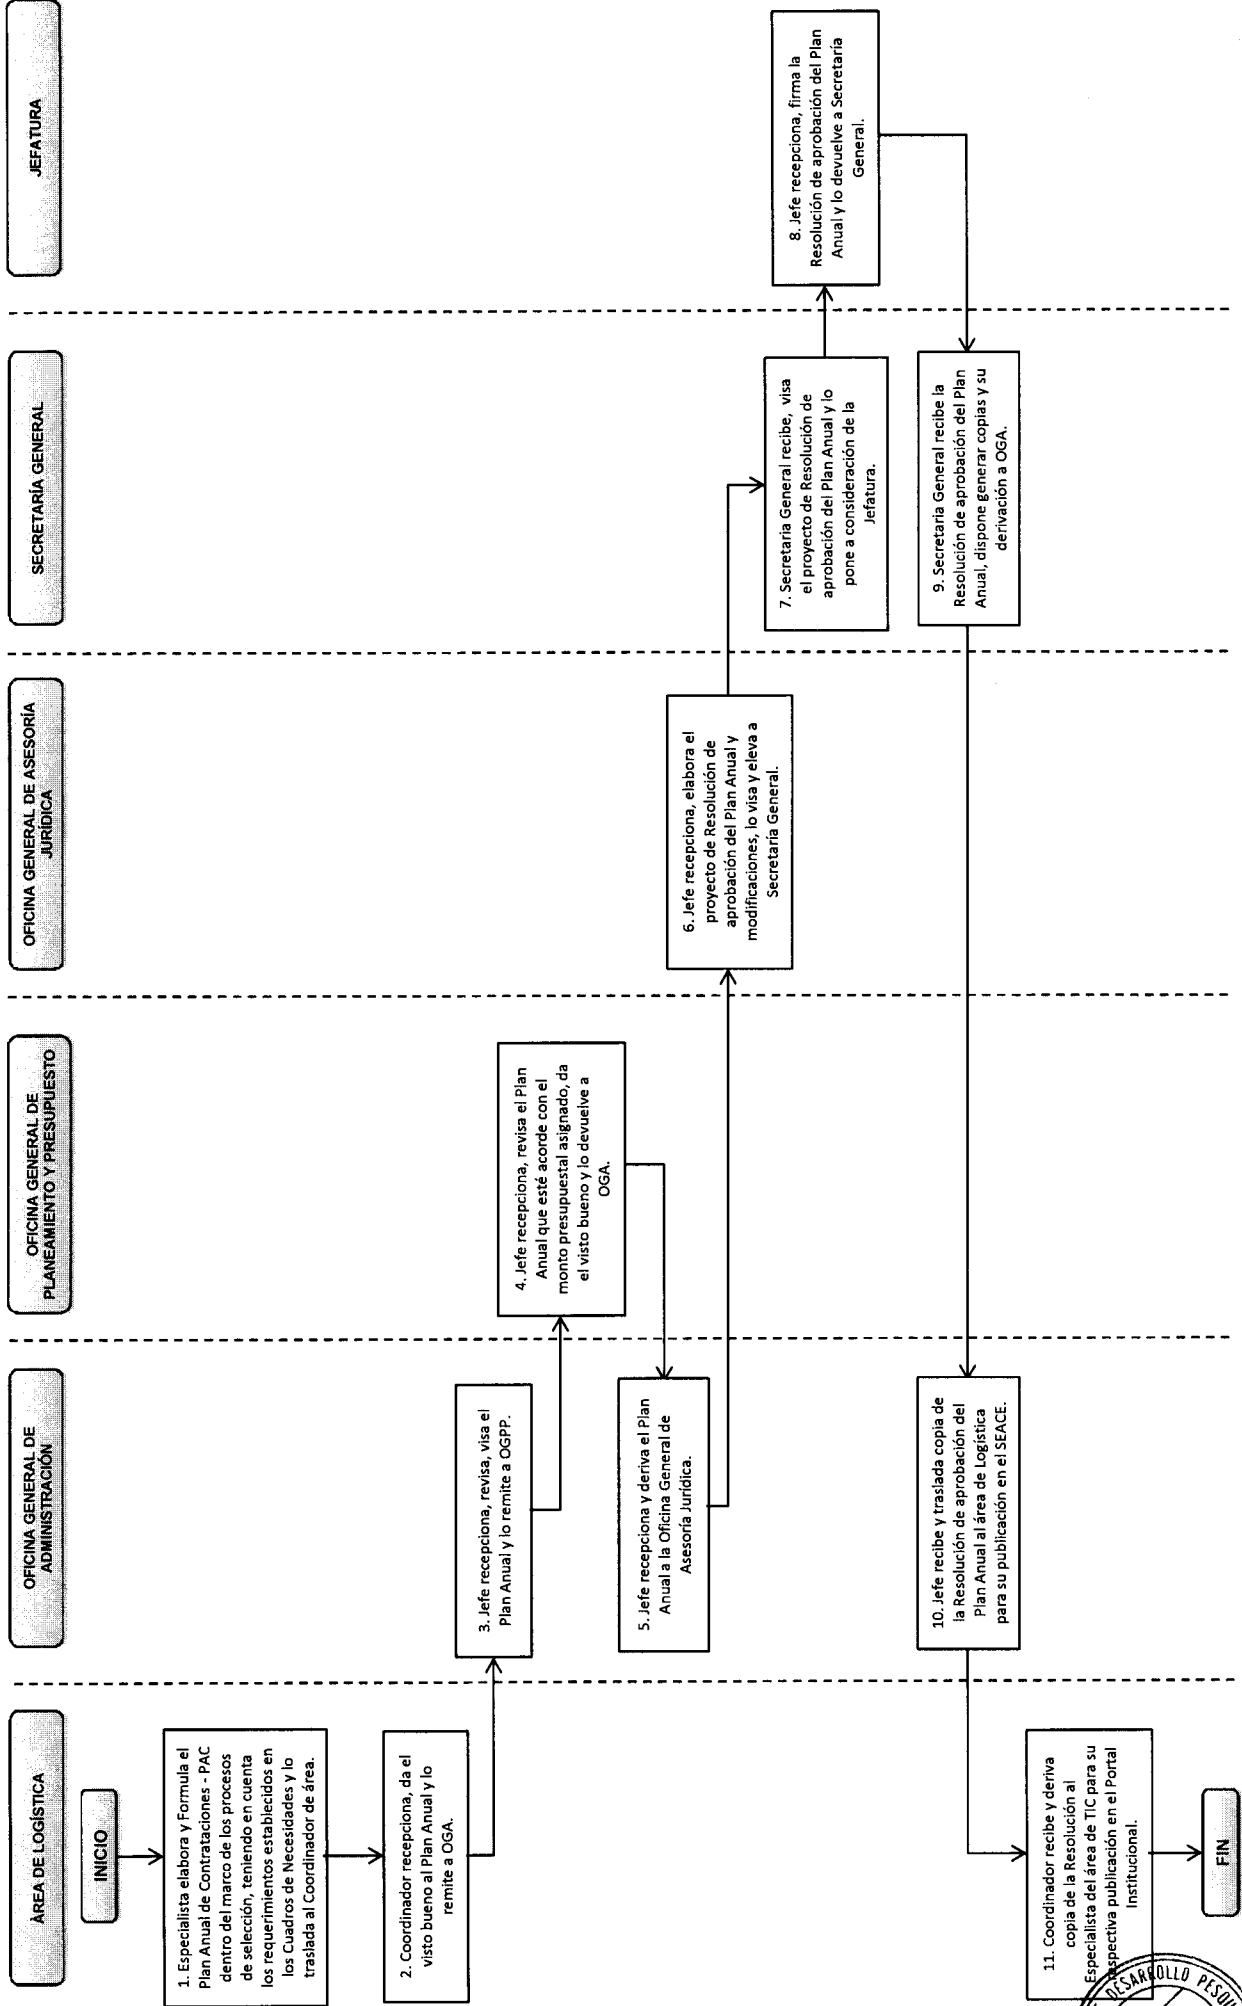 ÀREA DE LOGÍSTICA
OFICINA GENERAL DE
ADMINISTRACIÓN
OFICINA GENERAL DE
PLANEAMIENTO Y PRESUPUESTO
OFICINA GENERAL DE ASESORÍA
JURÍDICA
SECRETARÍA GENERAL
JEFATURA
INICIO
1. Especialista elabora y Formula el
Plan Anual de Contrataciones - PAC
dentro del marco de los procesos
de selección, teniendo en cuenta
los requerimientos establecidos en
los Cuadros de Necesidades y lo
traslada al Coordinador de área.
2. Coordinador recepciona, da el
visto bueno al Plan Anual y lo
remite a OGA.
3. Jefe recepciona, revisa, visa el
Plan Anual y lo remite a OGPP.
4. Jefe recepciona, revisa el Plan
Anual que esté acorde con el
monto presupuestal asignado, da
el visto bueno y lo devuelve a
OGA.
5. Jefe recepciona y deriva el Plan
Anual a la Oficina General de
Asesoría Jurídica.
6. Jefe recepciona, elabora el
proyecto de Resolución de
aprobación del Plan Anual y
modificaciones, lo visa y eleva a
Secretaría General.
7. Secretaria General recibe, visa
el proyecto de Resolución de
aprobación del Plan Anual y lo
pone a consideración de la
Jefatura.
8. Jefe recepciona, firma la
Resolución de aprobación del Plan
Anual y lo devuelve a Secretaría
General.
9. Secretaria General recibe la
Resolución de aprobación del Plan
Anual, dispone generar copias y su
derivación a OGA.
10. Jefe recibe y traslada copia de
la Resolución de aprobación del
Plan Anual al área de Logística
para su publicación en el SEACE.
11. Coordinador recibe y deriva
copia de la Resolución al
Especialista del área de TIC para su
respectiva publicación en el Portal
Institucional.
FIN
DESARROLLO